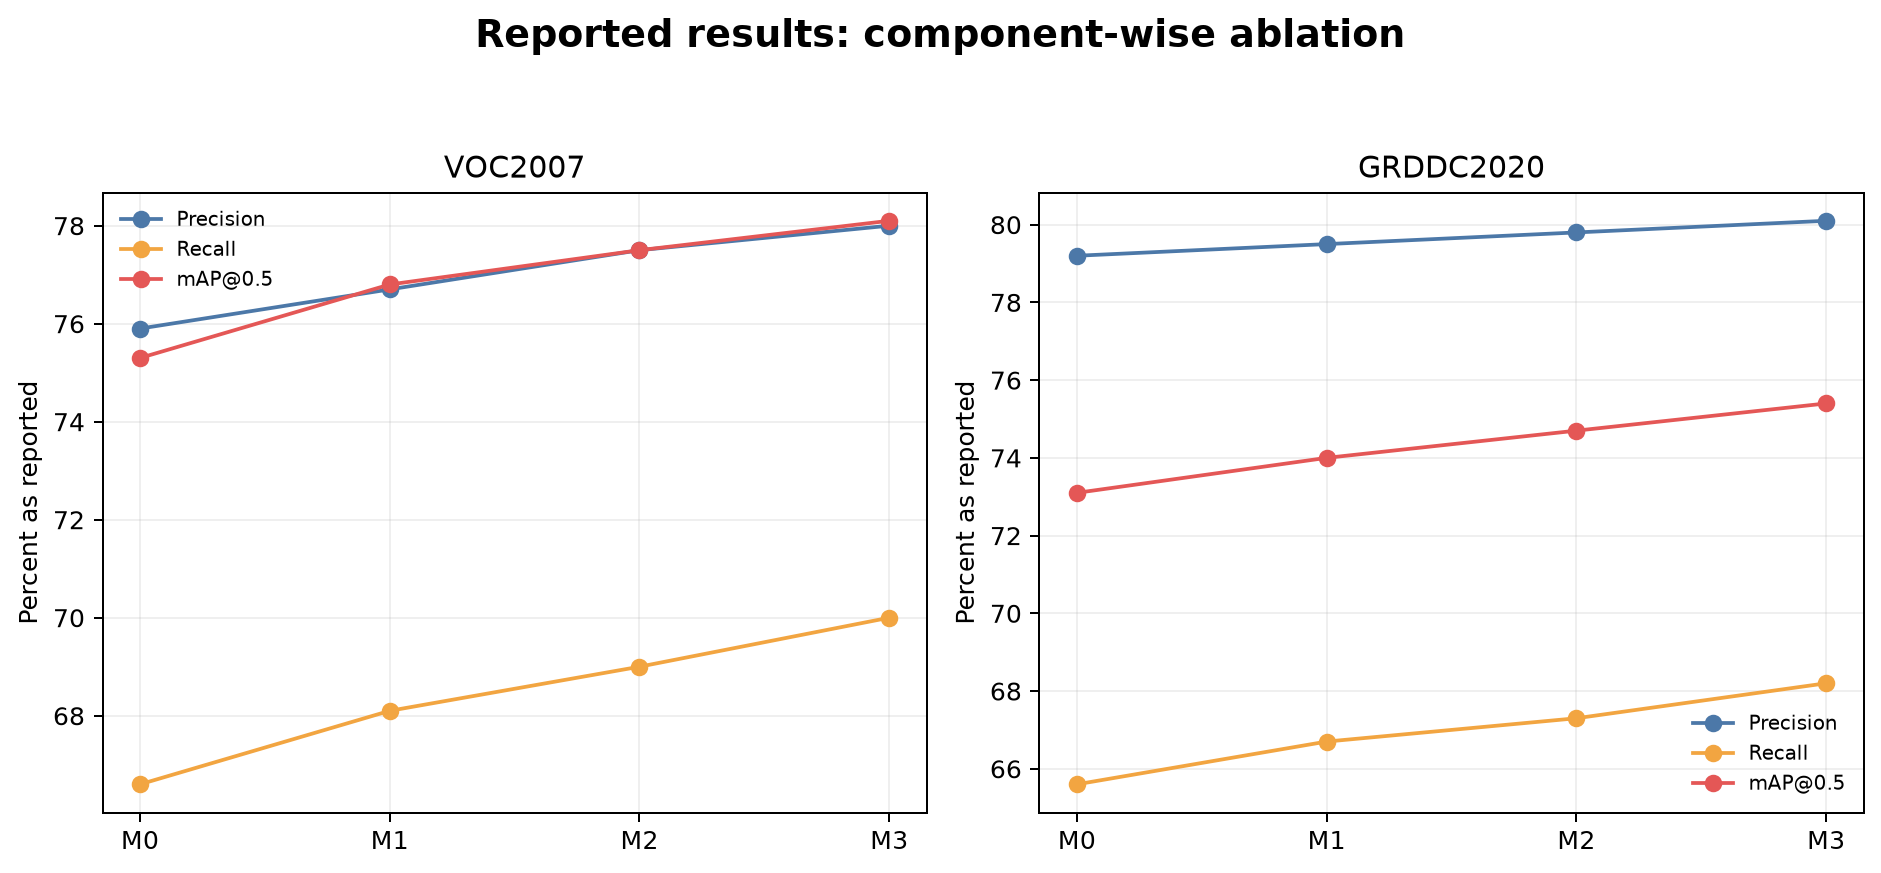 Reported results: component-wise ablation
VOC2007
Precision
Recall
mAP@0.5
78
76
74
72
70
68
Percent as reported
M0 M1 M2 M3
GRDDC2020
80
78
76
74
72
70
68
66
Percent as reported
Precision
Recall
mAP@0.5
M0 M1 M2 M3